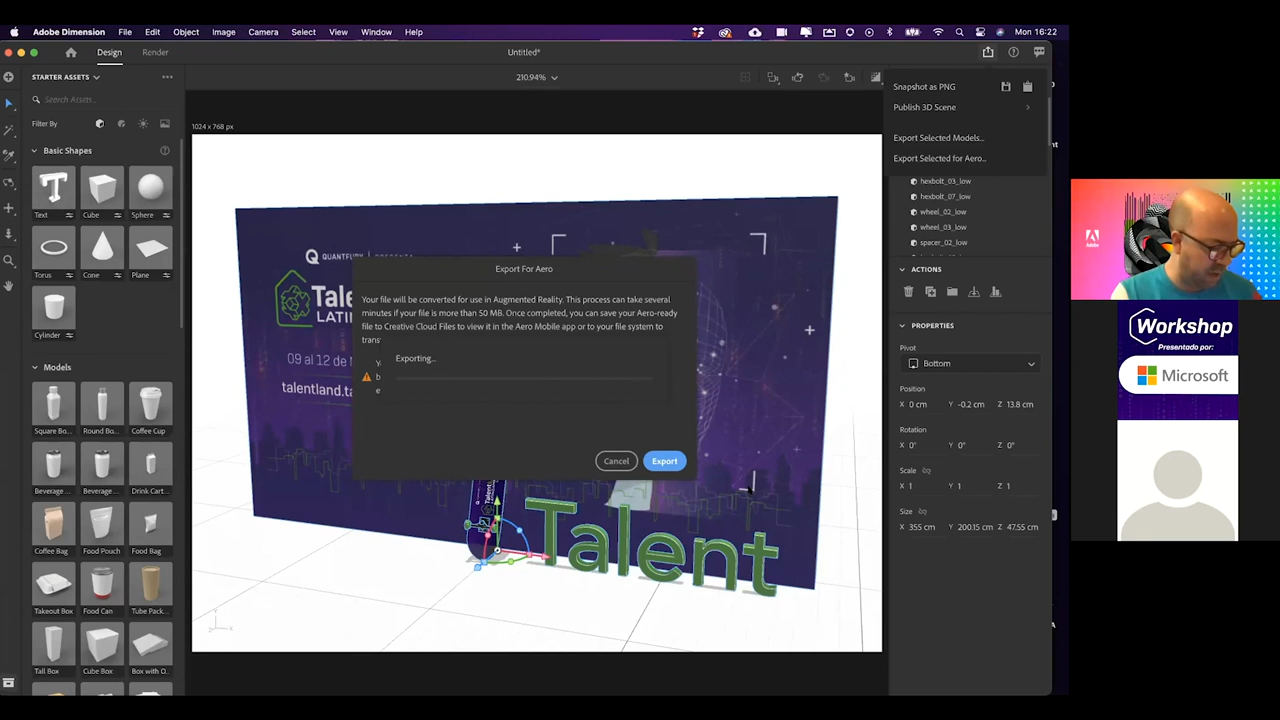 Adobe Dimension File Edit Object Image Camera Select View Window Help Mon 16:22
Design Render Untitled*
STARTER ASSETS
210.94%
Search Assets...
Filter By
Basic Shapes
Text Cube Sphere
Torus Cone Plane
Cylinder
Models
Square Bo... Round Bo... Coffee Cup
Beverage ... Beverage ... Drink Cart...
Coffee Bag Food Pouch Food Bag
Takeout Box Food Can Tube Pack...
Tall Box Cube Box Box with O...
1024 x 768 px
QUANTFURY
Tale
LATI
09 al 12 de
talentland.ta
Talent
Export For Aero
Your file will be converted for use in Augmented Reality. This process can take several
minutes if your file is more than 50 MB. Once completed, you can save your Aero-ready
file to Creative Cloud Files to view it in the Aero Mobile app or to your file system to
trans
Exporting...
Cancel Export
Snapshot as PNG
Publish 3D Scene
Export Selected Models...
Export Selected for Aero...
hexbolt_03_low
hexbolt_07_low
wheel_02_low
wheel_03_low
spacer_02_low
ACTIONS
PROPERTIES
Pivot
Bottom
Position
X 0 cm Y -0.2 cm Z 13.8 cm
Rotation
X 0° Y 0° Z 0°
Scale
X 1 Y 1 Z 1
Size
X 355 cm Y 200.15 cm Z 47.55 cm
Adobe
Workshop
Presentado por:
Microsoft